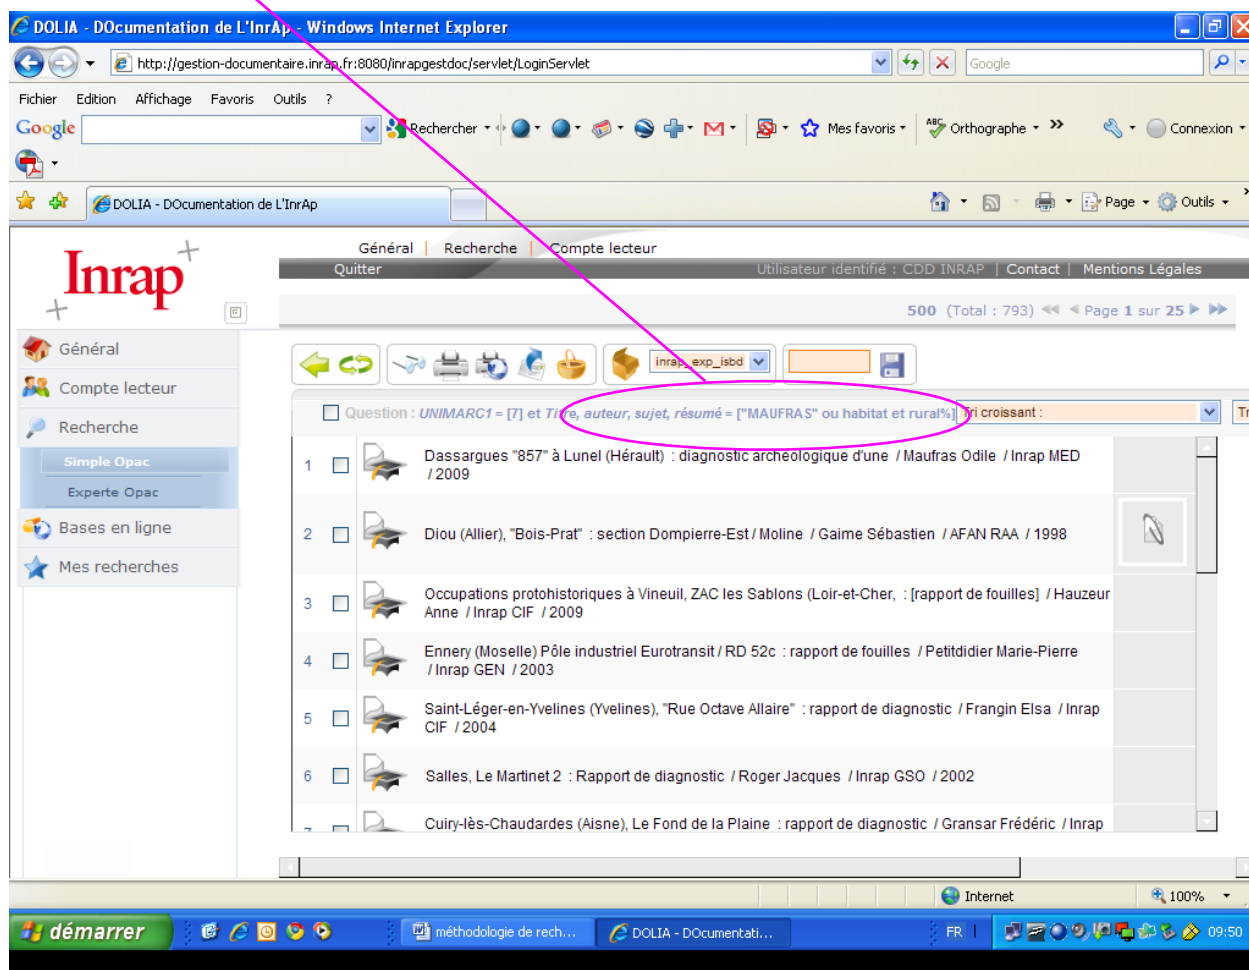 DOLIA - DOcumentation de L'InrAp - Windows Internet Explorer
http://gestion-documentaire.inrap.fr:8080/inrapgestdoc/servlet/LoginServlet
Google
Fichier Edition Affichage Favoris Outils ?
Google Rechercher Mes favoris ABC Orthographe >> Connexion
DOLIA - DOcumentation de L'InrAp Page Outils
Inrap
Général | Recherche | Compte lecteur
Quitter Utilisateur identifié : CDD INRAP | Contact | Mentions Légales
500 (Total : 793) Page 1 sur 25
Général
Compte lecteur
Recherche
Simple Opac
Experte Opac
Bases en ligne
Mes recherches
inrap_exp_isbd
Question : UNIMARC1 = [7] et Titre, auteur, sujet, résumé = ["MAUFRAS" ou habitat et rural%] Tri croissant : Tr
1 Dassargues "857" à Lunel (Hérault) : diagnostic archéologique d'une / Maufras Odile / Inrap MED
/ 2009
2 Diou (Allier), "Bois-Prat" : section Dompierre-Est / Moline / Gaime Sébastien / AFAN RAA / 1998
3 Occupations protohistoriques à Vineuil, ZAC les Sablons (Loir-et-Cher, : [rapport de fouilles] / Hauzeur
Anne / Inrap CIF / 2009
4 Ennery (Moselle) Pôle industriel Eurotransit / RD 52c : rapport de fouilles / Petitdidier Marie-Pierre
/ Inrap GEN / 2003
5 Saint-Léger-en-Yvelines (Yvelines), "Rue Octave Allaire" : rapport de diagnostic / Frangin Elsa / Inrap
CIF / 2004
6 Salles, Le Martinet 2 : Rapport de diagnostic / Roger Jacques / Inrap GSO / 2002
7 Cuiry-lès-Chaudardes (Aisne), Le Fond de la Plaine : rapport de diagnostic / Gransar Frédéric / Inrap
Internet 100%
démarrer méthodologie de rech... DOLIA - DOcumentati... FR 09:50